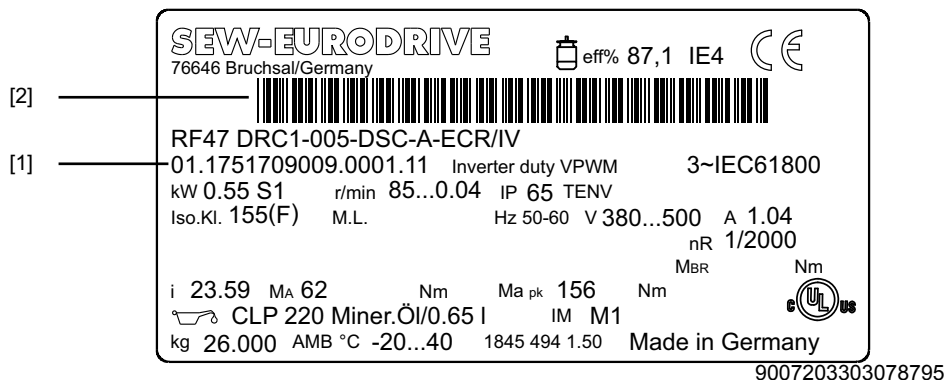 SEW-EURODRIVE
76646 Bruchsal/Germany
eff% 87,1 IE4 CE
[2]
RF47 DRC1-005-DSC-A-ECR/IV
[1] 01.1751709009.0001.11 Inverter duty VPWM 3~IEC61800
kW 0.55 S1 r/min 85...0.04 IP 65 TENV
Iso.Kl. 155(F) M.L. Hz 50-60 V 380...500 A 1.04
nR 1/2000
MBR Nm
i 23.59 MA 62 Nm Ma pk 156 Nm
C UL US
CLP 220 Miner.Öl/0.65 l IM M1
kg 26.000 AMB °C -20...40 1845 494 1.50 Made in Germany
9007203303078795